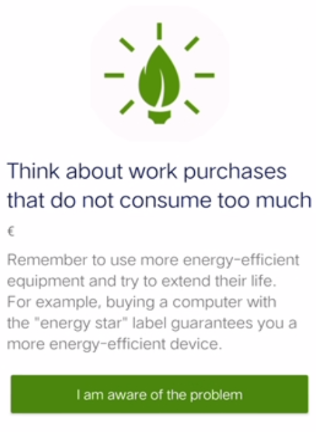 Think about work purchases
that do not consume too much
€
Remember to use more energy-efficient
equipment and try to extend their life.
For example, buying a computer with
the "energy star" label guarantees you a
more energy-efficient device.
I am aware of the problem